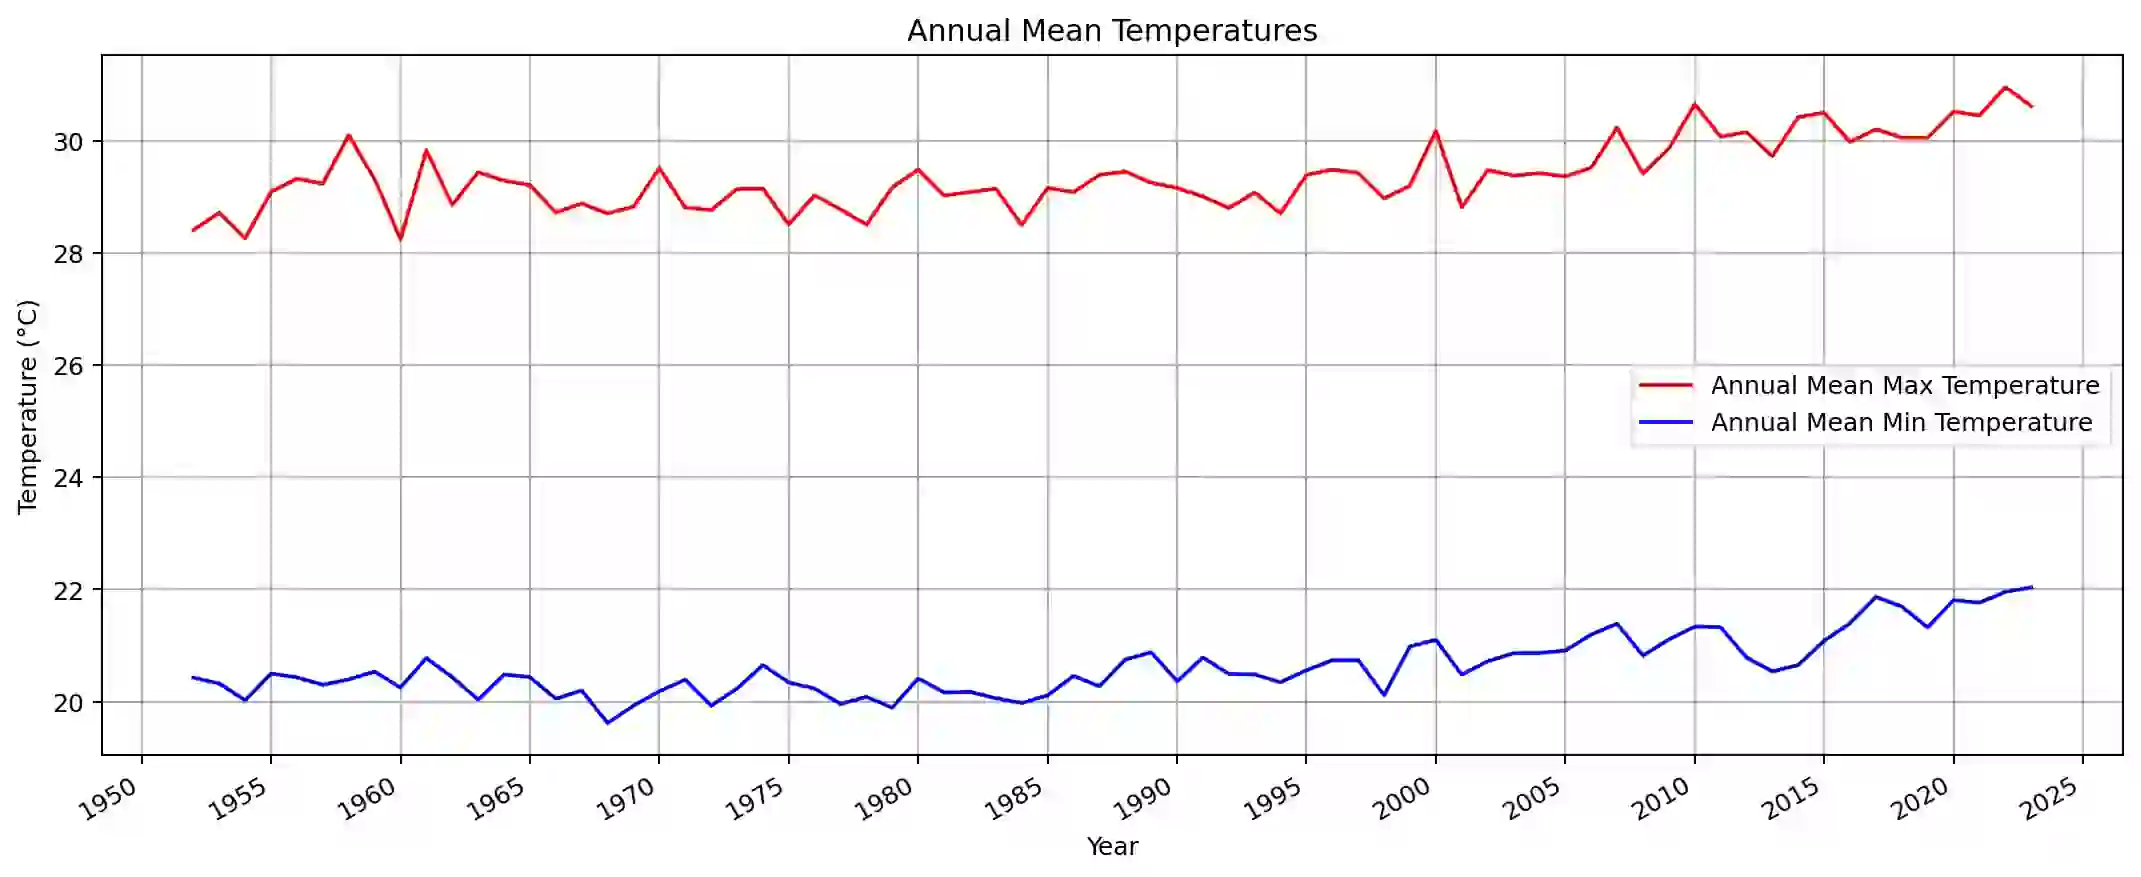 Annual Mean Temperatures
Temperature (°C)
30
28
26
24
22
20
Annual Mean Max Temperature
Annual Mean Min Temperature
1950 1955 1960 1965 1970 1975 1980 1985 1990 1995 2000 2005 2010 2015 2020 2025
Year